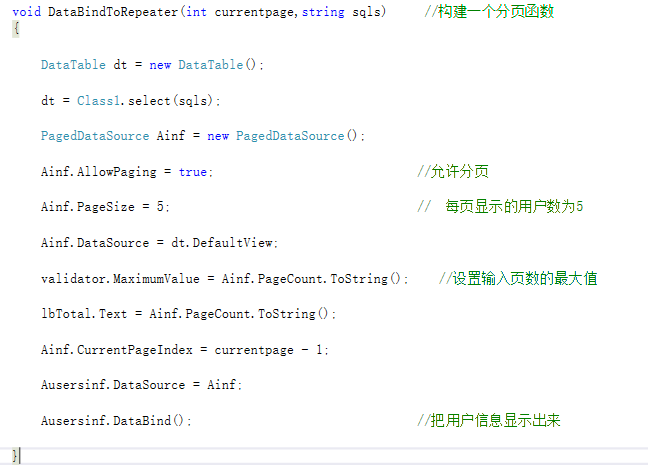 void DataBindToRepeater(int currentpage,string sqls) //构建一个分页函数
{
DataTable dt = new DataTable();
dt = Class1.select(sqls);
PagedDataSource Ainf = new PagedDataSource();
Ainf.AllowPaging = true; //允许分页
Ainf.PageSize = 5; // 每页显示的用户数为5
Ainf.DataSource = dt.DefaultView;
validator.MaximumValue = Ainf.PageCount.ToString(); //设置输入页数的最大值
lbTotal.Text = Ainf.PageCount.ToString();
Ainf.CurrentPageIndex = currentpage - 1;
Ausersinf.DataSource = Ainf;
Ausersinf.DataBind(); //把用户信息显示出来
}